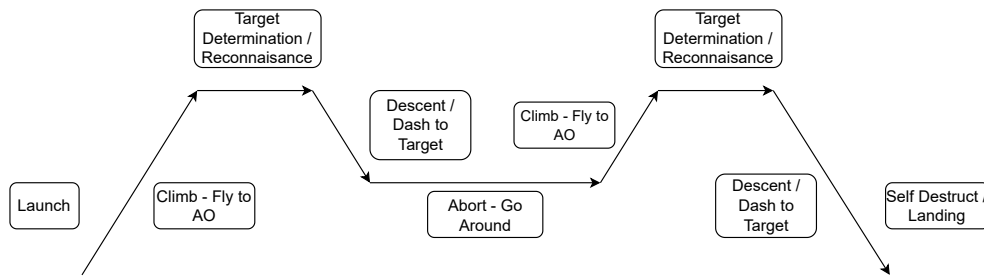 Launch
Climb - Fly to
AO
Target
Determination /
Reconnaisance
Descent /
Dash to
Target
Abort - Go
Around
Climb - Fly to
AO
Target
Determination /
Reconnaisance
Descent /
Dash to
Target
Self Destruct /
Landing